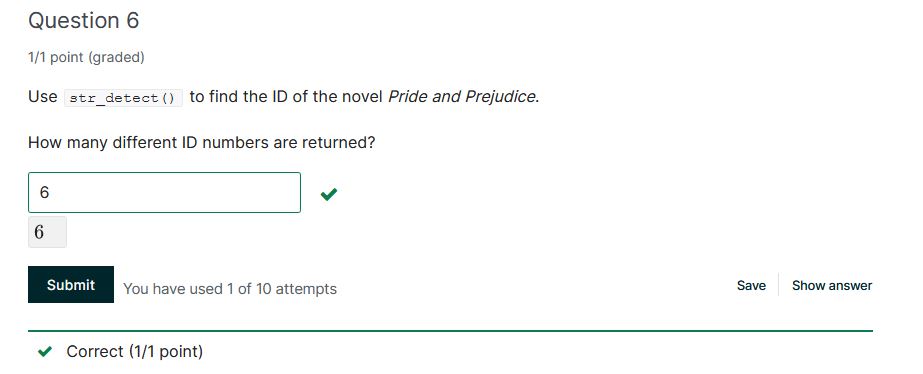 Question 6
1/1 point (graded)
Use str_detect() to find the ID of the novel Pride and Prejudice.
How many different ID numbers are returned?
6
6
Submit You have used 1 of 10 attempts Save Show answer
Correct (1/1 point)